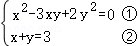 x²−3xy+2y²=0 ①
x+y=3 ②